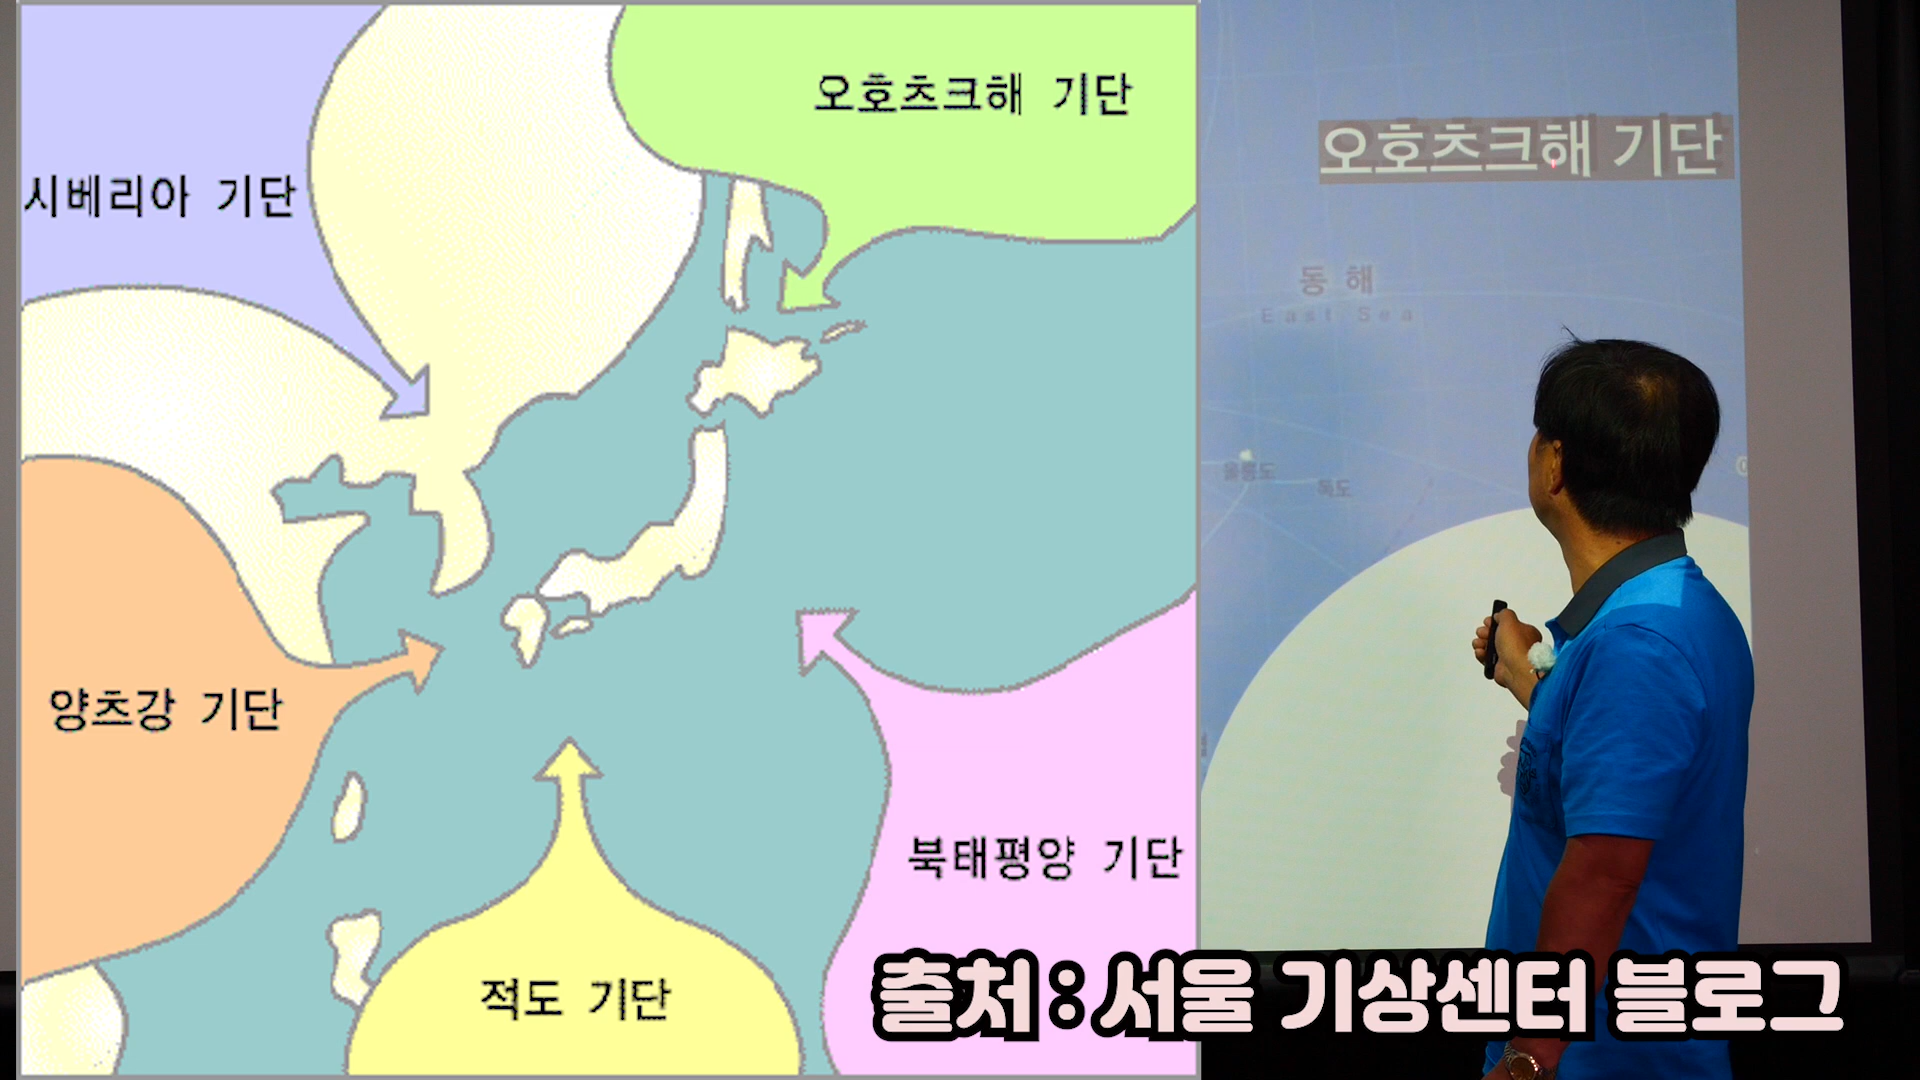 오호츠크해 기단
시베리아 기단
양츠강 기단
북태평양 기단
적도 기단
오호츠크해 기단
동 해
East Sea
울릉도
독도
출처 : 서울 기상센터 블로그